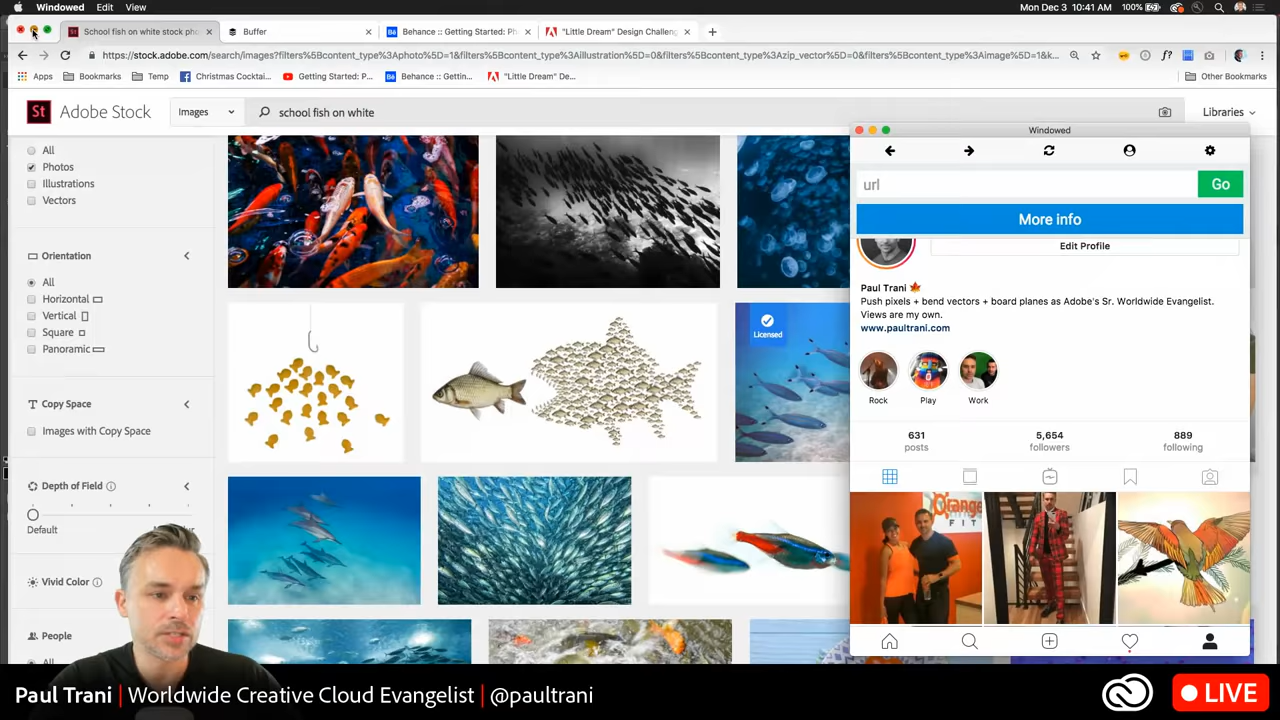 Windowed Edit View
Mon Dec 3 10:41 AM 100%
School fish on white stock pho
Buffer
Behance :: Getting Started: Ph
"Little Dream" Design Challeng
https://stock.adobe.com/search/images?filters%5Bcontent_type%3Aphoto%5D=1&filters%5Bcontent_type%3Aillustration%5D=0&filters%5Bcontent_type%3Azip_vector%5D=0&filters%5Bcontent_type%3Aimage%5D=1&k...
Apps Bookmarks Temp Christmas Cocktai... Getting Started: P... Behance :: Gettin... "Little Dream" De... Other Bookmarks
St Adobe Stock Images school fish on white Libraries
All
Photos
Illustrations
Vectors
Orientation
All
Horizontal
Vertical
Square
Panoramic
Copy Space
Images with Copy Space
Depth of Field
Default
Vivid Color
People
All
Licensed
Windowed
url Go
More info
Edit Profile
Paul Trani
Push pixels + bend vectors + board planes as Adobe's Sr. Worldwide Evangelist.
Views are my own.
www.paultrani.com
Rock Play Work
631 5,654 889
posts followers following
Orange
FIT
Paul Trani | Worldwide Creative Cloud Evangelist | @paultrani
LIVE